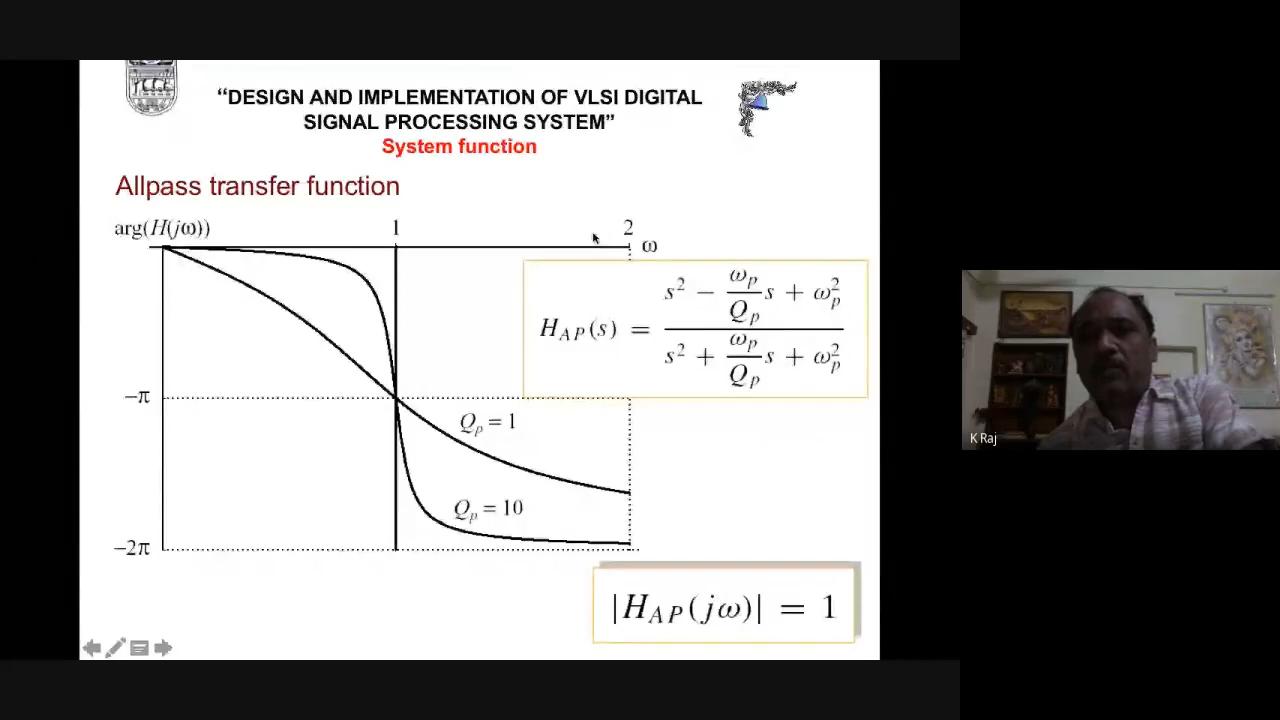 “DESIGN AND IMPLEMENTATION OF VLSI DIGITAL
SIGNAL PROCESSING SYSTEM”
System function
Allpass transfer function
arg(H(jω))
1
2
ω
H_AP(s) = (s² − (ω_p/Q_p)s + ω_p²) / (s² + (ω_p/Q_p)s + ω_p²)
−π
Q_p = 1
Q_p = 10
−2π
|H_AP(jω)| = 1
K Raj